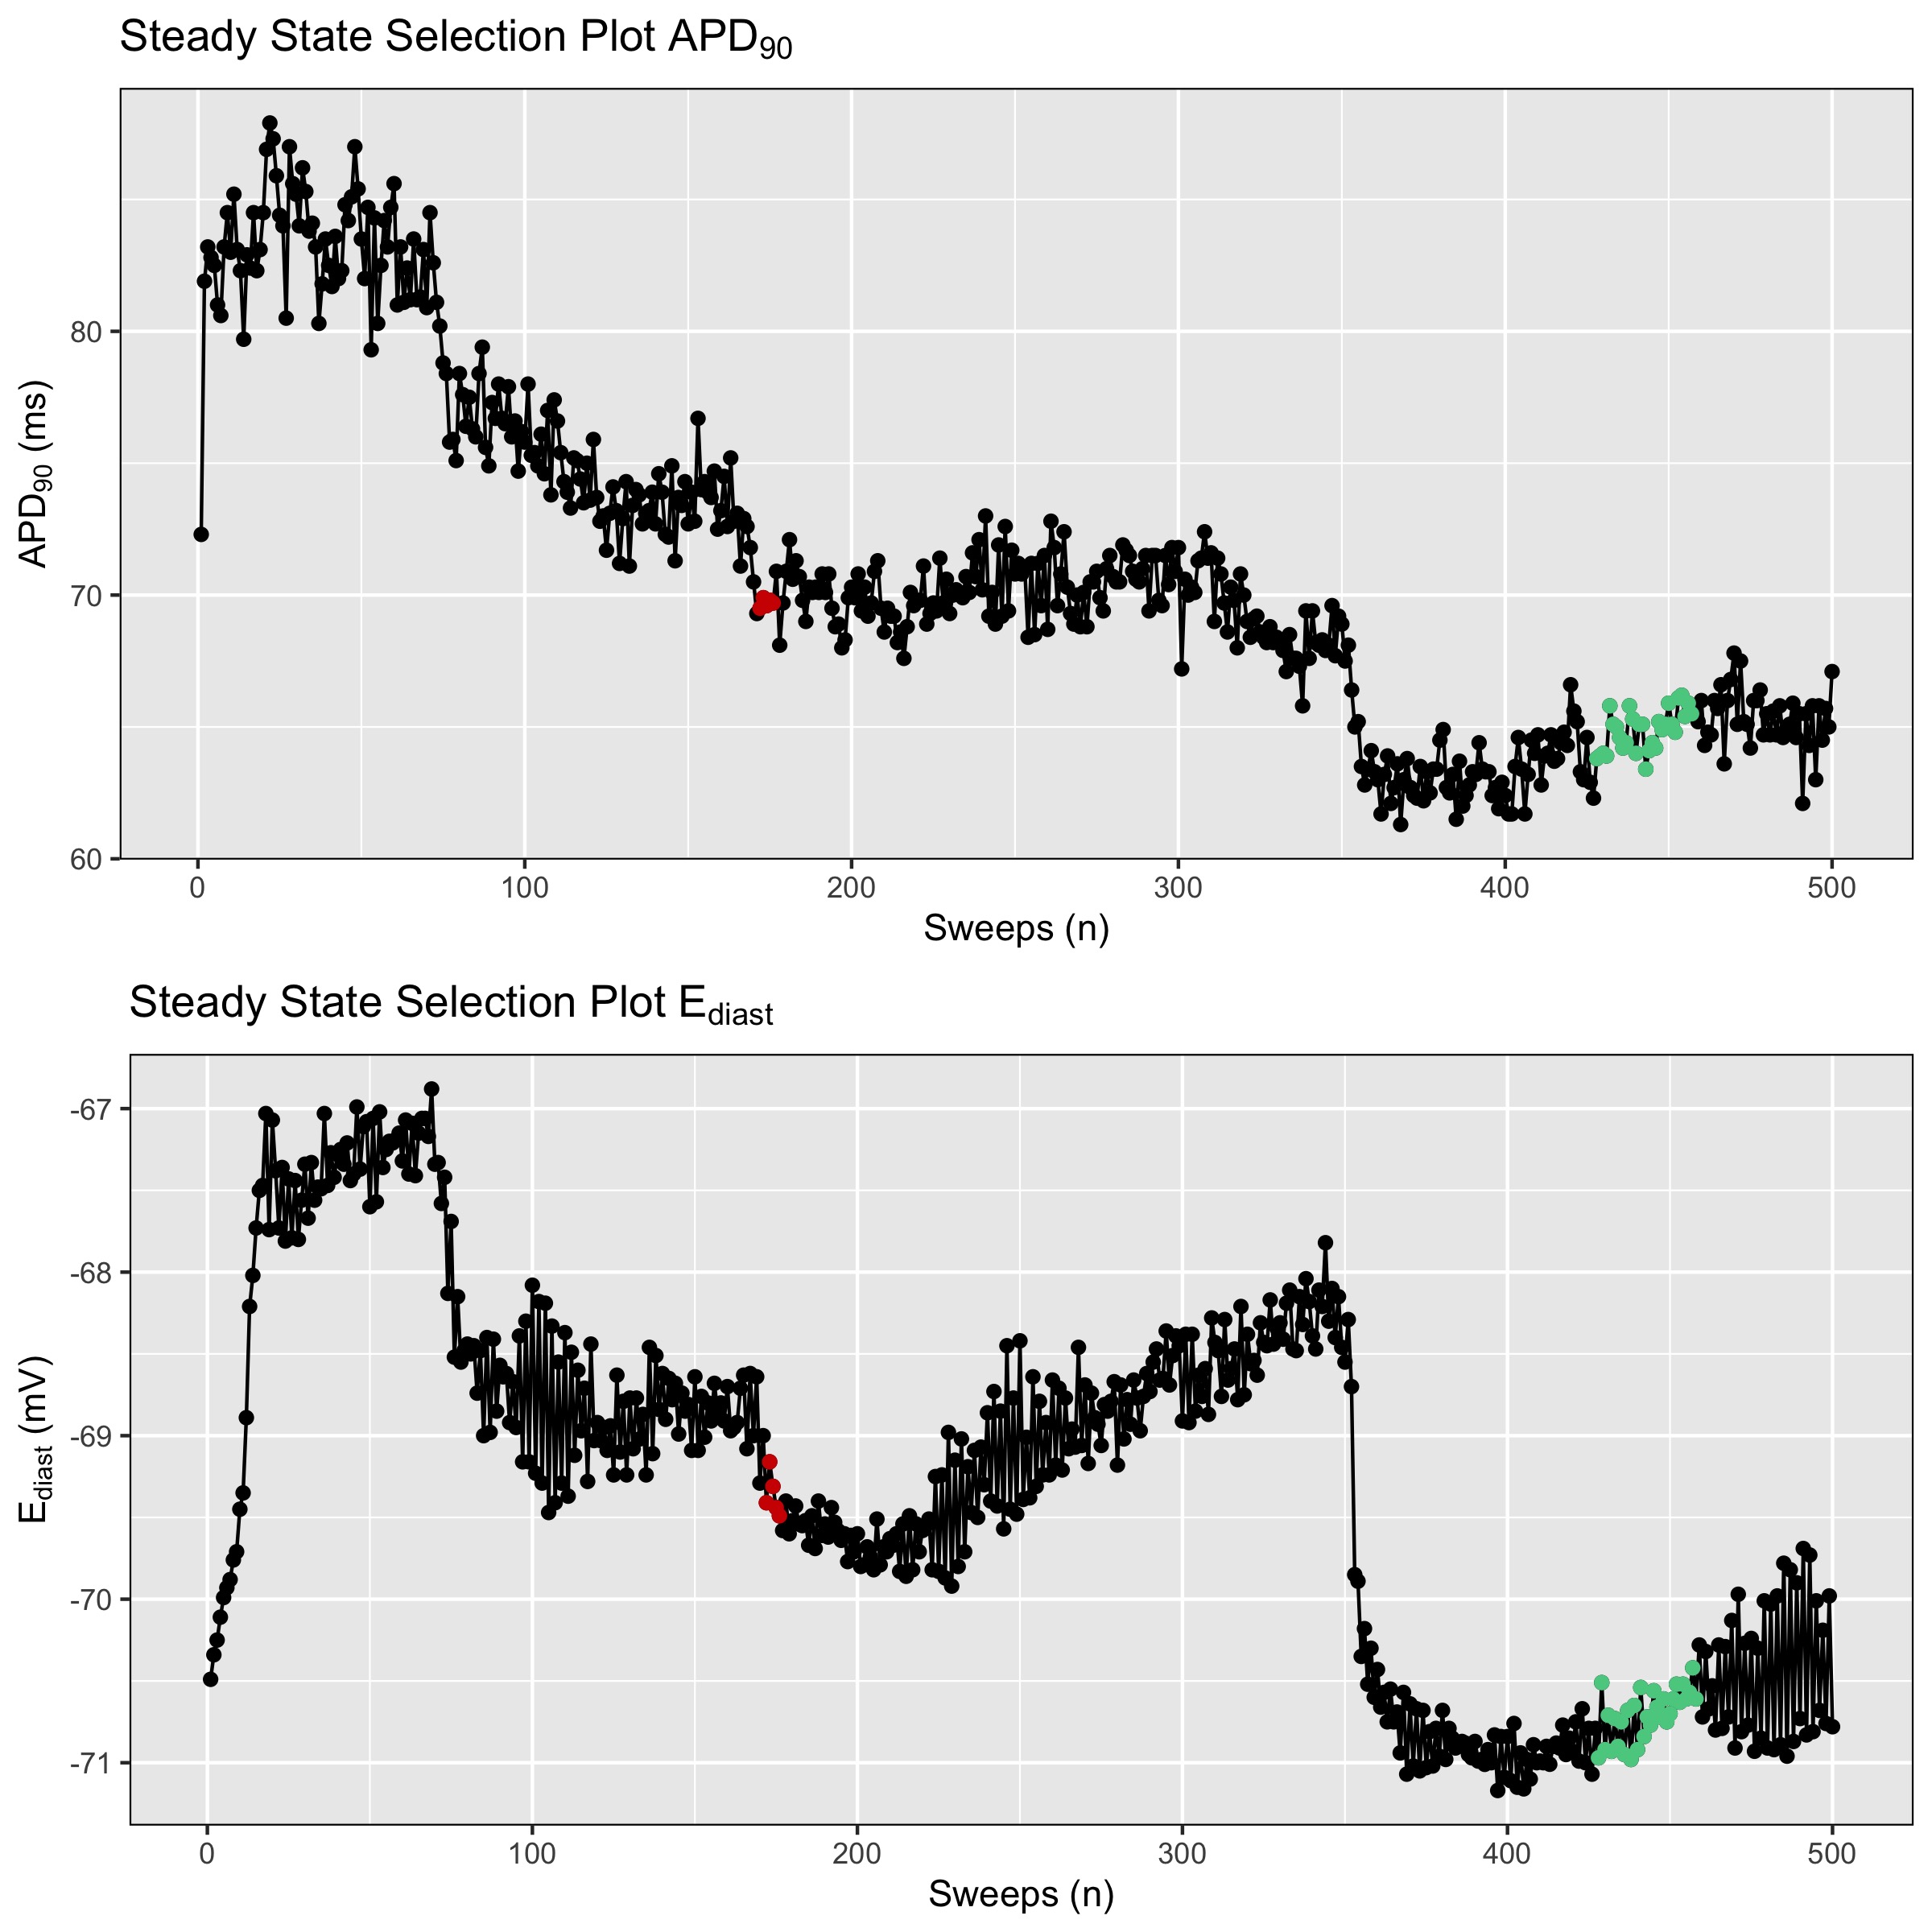 Steady State Selection Plot APD90
APD90 (ms)
80
70
60
0 100 200 300 400 500
Sweeps (n)
Steady State Selection Plot Ediast
Ediast (mV)
-67
-68
-69
-70
-71
0 100 200 300 400 500
Sweeps (n)